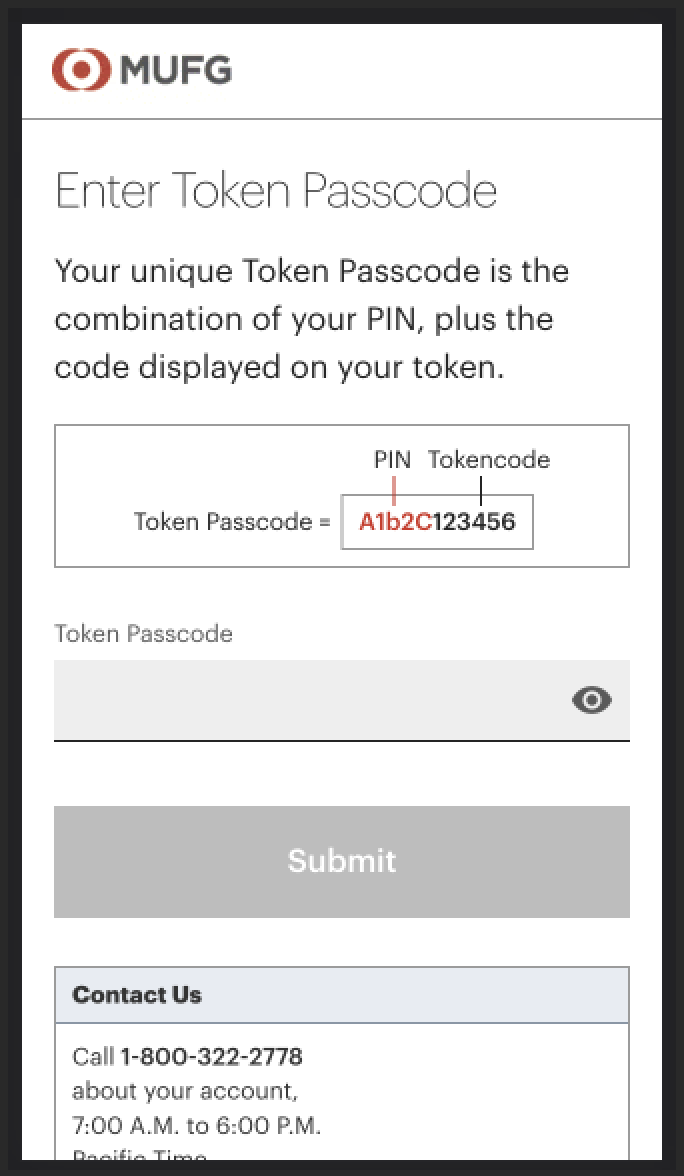 MUFG
Enter Token Passcode
Your unique Token Passcode is the
combination of your PIN, plus the
code displayed on your token.
PIN Tokencode
Token Passcode = A1b2C123456
Token Passcode
Submit
Contact Us
Call 1-800-322-2778
about your account,
7:00 A.M. to 6:00 P.M.
Pacific Time